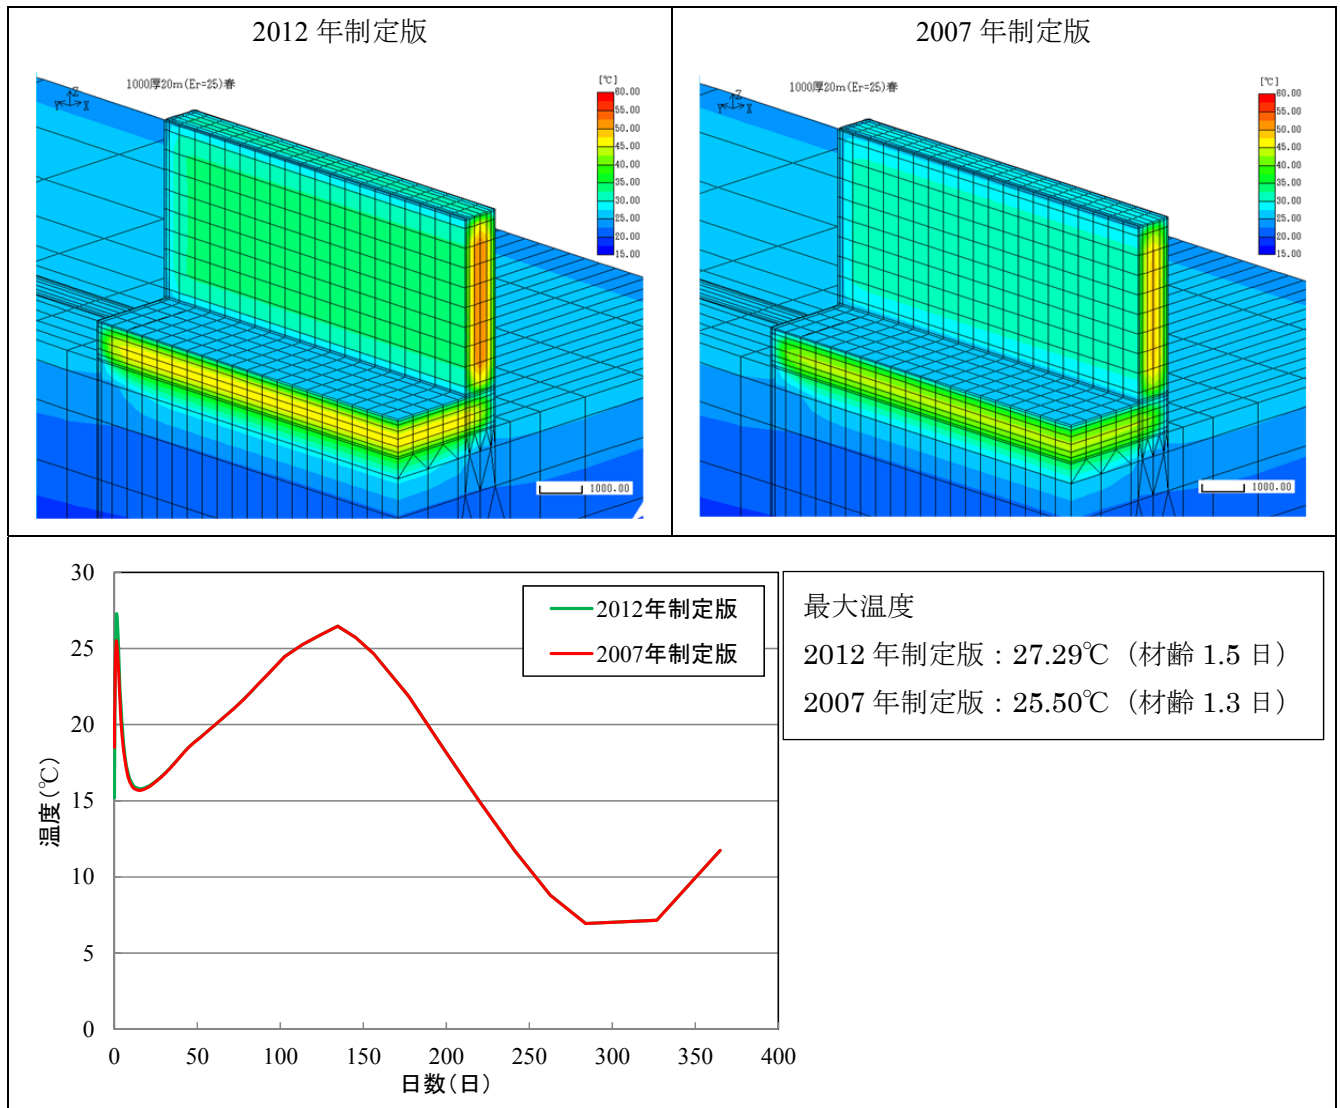 2012 年制定版
2007 年制定版
1000厚20m(Er=25)春
Z
Y X
[℃]
60.00
55.00
50.00
45.00
40.00
35.00
30.00
25.00
20.00
15.00
1000.00
1000厚20m(Er=25)春
Z
Y X
[℃]
60.00
55.00
50.00
45.00
40.00
35.00
30.00
25.00
20.00
15.00
1000.00
30
25
20
15
10
5
0
温度(℃)
0 50 100 150 200 250 300 350 400
日数(日)
2012年制定版
2007年制定版
最大温度
2012 年制定版：27.29℃（材齢 1.5 日）
2007 年制定版：25.50℃（材齢 1.3 日）